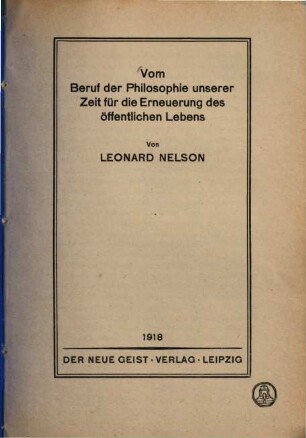 Vom
Beruf der Philosophie unserer
Zeit für die Erneuerung des
öffentlichen Lebens
Von
LEONARD NELSON
1918
DER NEUE GEIST · VERLAG · LEIPZIG